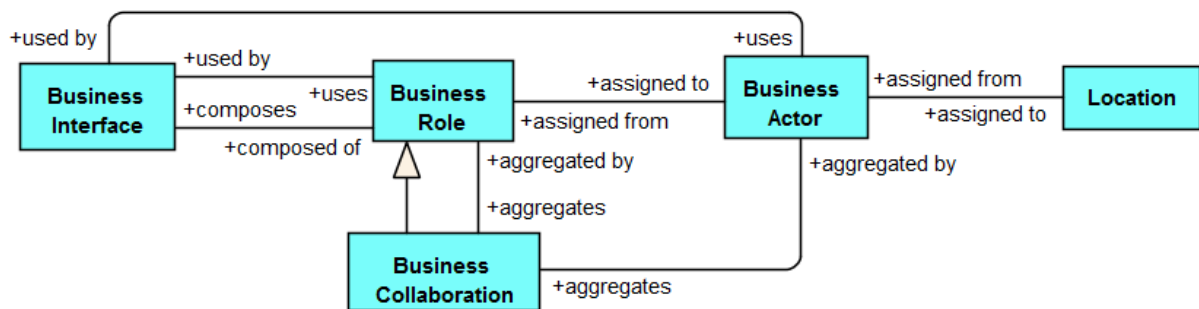 +used by
+uses
+used by
+uses
+composes
+composed of
Business
Interface
Business
Role
+assigned to
+assigned from
Business
Actor
+assigned from
+assigned to
Location
+aggregated by
+aggregates
+aggregated by
Business
Collaboration
+aggregates